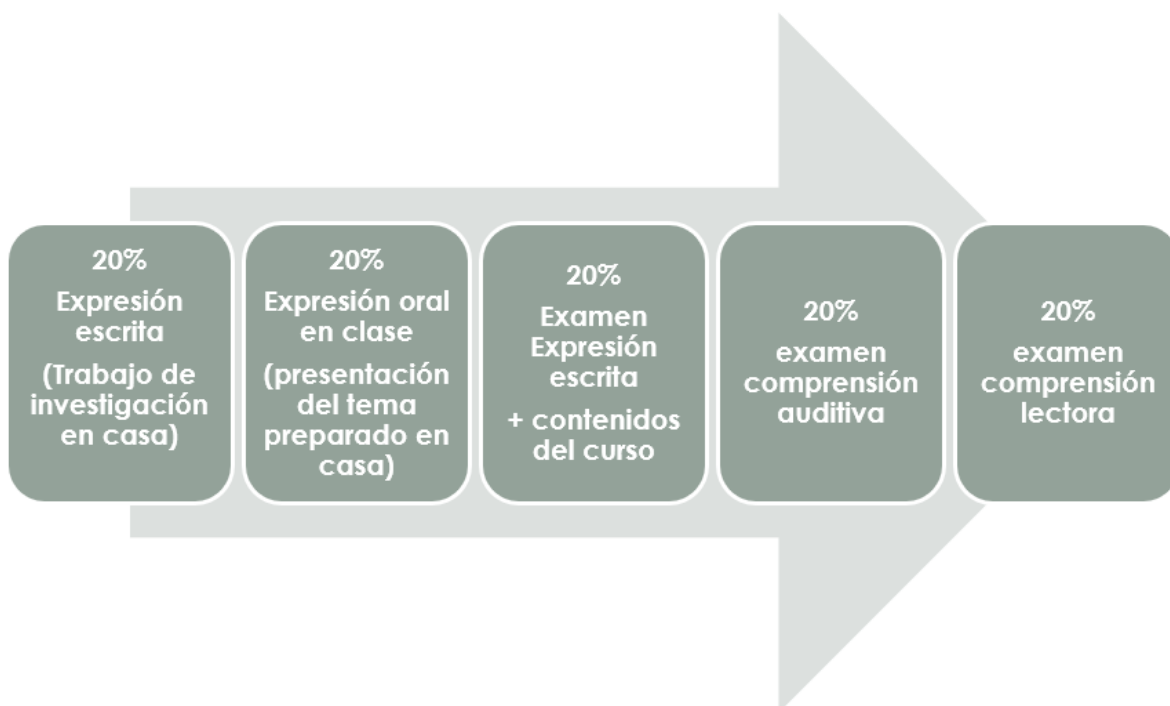 20%
Expresión
escrita
(Trabajo de
investigación
en casa)
20%
Expresión oral
en clase
(presentación
del tema
preparado en
casa)
20%
Examen
Expresión
escrita
+ contenidos
del curso
20%
examen
comprensión
auditiva
20%
examen
comprensión
lectora